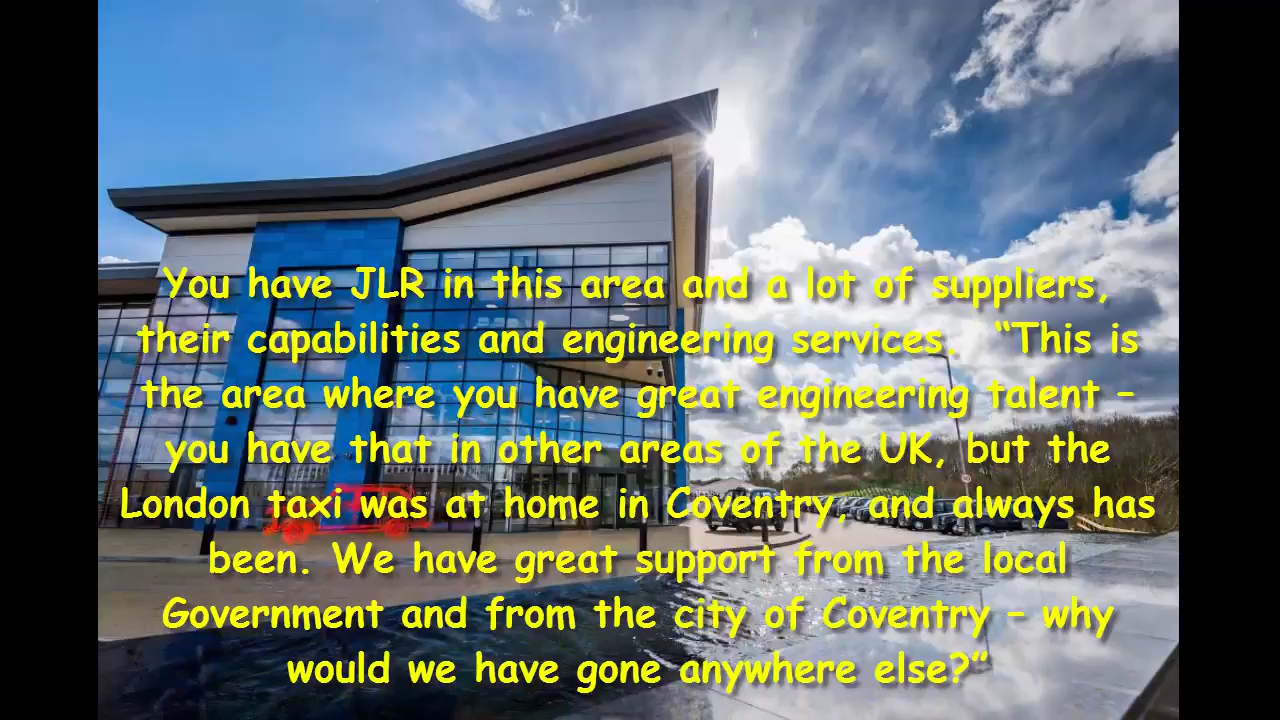 You have JLR in this area and a lot of suppliers,
their capabilities and engineering services.  “This is
the area where you have great engineering talent –
you have that in other areas of the UK, but the
London taxi was at home in Coventry, and always has
been. We have great support from the local
Government and from the city of Coventry – why
would we have gone anywhere else?”